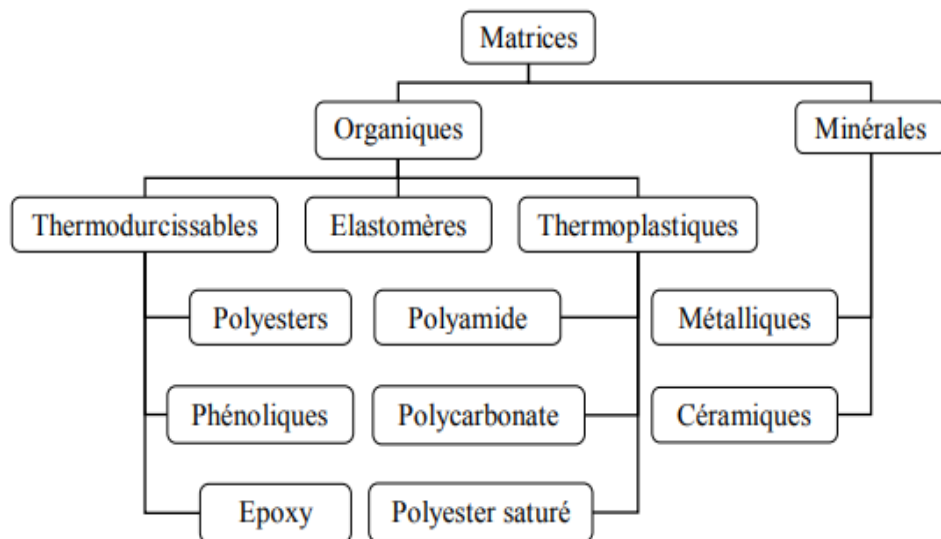 Matrices
Organiques
Minérales
Thermodurcissables
Elastomères
Thermoplastiques
Polyesters
Polyamide
Métalliques
Phénoliques
Polycarbonate
Céramiques
Epoxy
Polyester saturé